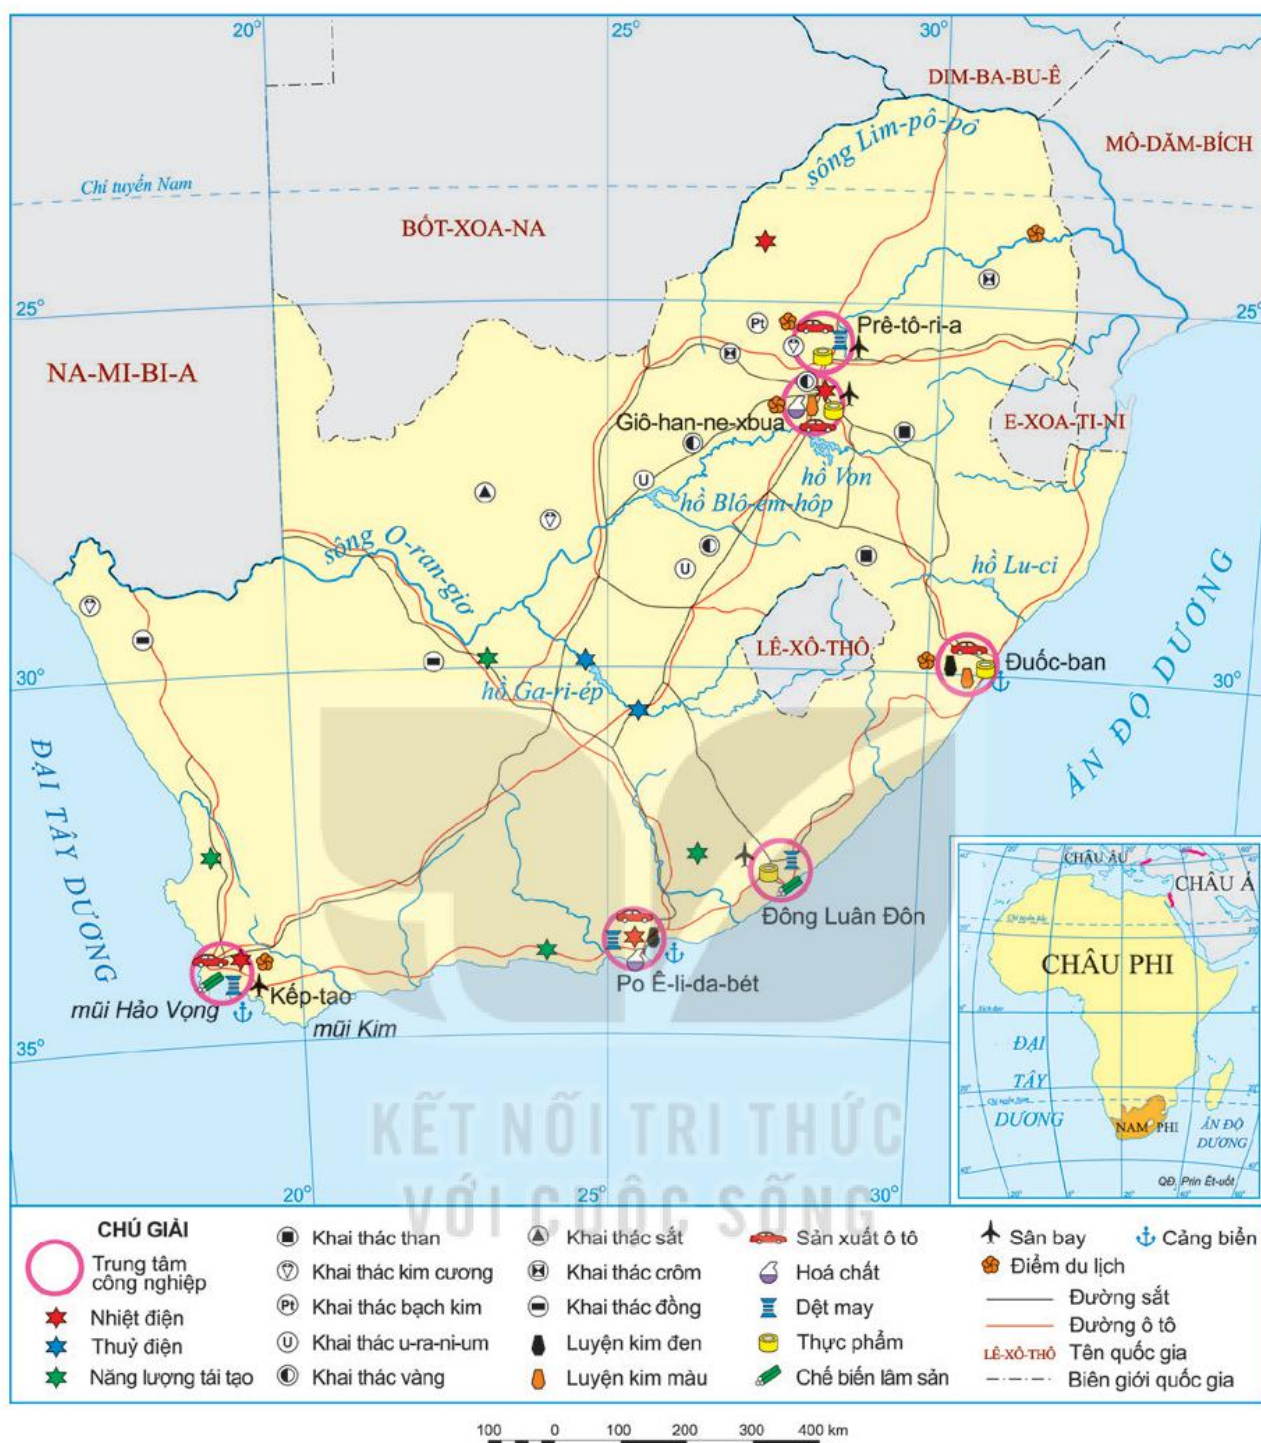 20°
25°
30°
DIM-BA-BU-Ê
MÔ-DĂM-BÍCH
sông Lim-pô-pô
Chí tuyến Nam
BỐT-XOA-NA
25°
25°
Pt
Prê-tô-ri-a
NA-MI-BI-A
Giô-han-ne-xbua
E-XOA-TI-NI
hồ Von
U
hồ Blô-em-hôp
sông O-ran-giơ
U
hồ Lu-ci
ẤN ĐỘ DƯƠNG
LÊ-XÔ-THÔ
Đuốc-ban
30°
hồ Ga-ri-ép
30°
ĐẠI TÂY DƯƠNG
Đông Luân Đôn
Po Ê-li-da-bét
Kếp-tao
mũi Hảo Vọng
mũi Kim
35°
KẾT NỐI TRI THỨC
VỚI CUỘC SỐNG
20°
25°
30°
CHÂU ÂU
CHÂU Á
CHÂU PHI
ĐẠI
TÂY
DƯƠNG
NAM PHI
ẤN ĐỘ
DƯƠNG
QĐ. Prin Ét-uốt
CHÚ GIẢI
Trung tâm
công nghiệp
Nhiệt điện
Thuỷ điện
Năng lượng tái tạo
Khai thác than
Khai thác kim cương
Pt Khai thác bạch kim
U Khai thác u-ra-ni-um
Khai thác vàng
Khai thác sắt
Khai thác crôm
Khai thác đồng
Luyện kim đen
Luyện kim màu
Sản xuất ô tô
Hoá chất
Dệt may
Thực phẩm
Chế biến lâm sản
Sân bay
Cảng biển
Điểm du lịch
Đường sắt
Đường ô tô
LÊ-XÔ-THÔ Tên quốc gia
Biên giới quốc gia
100 0 100 200 300 400 km